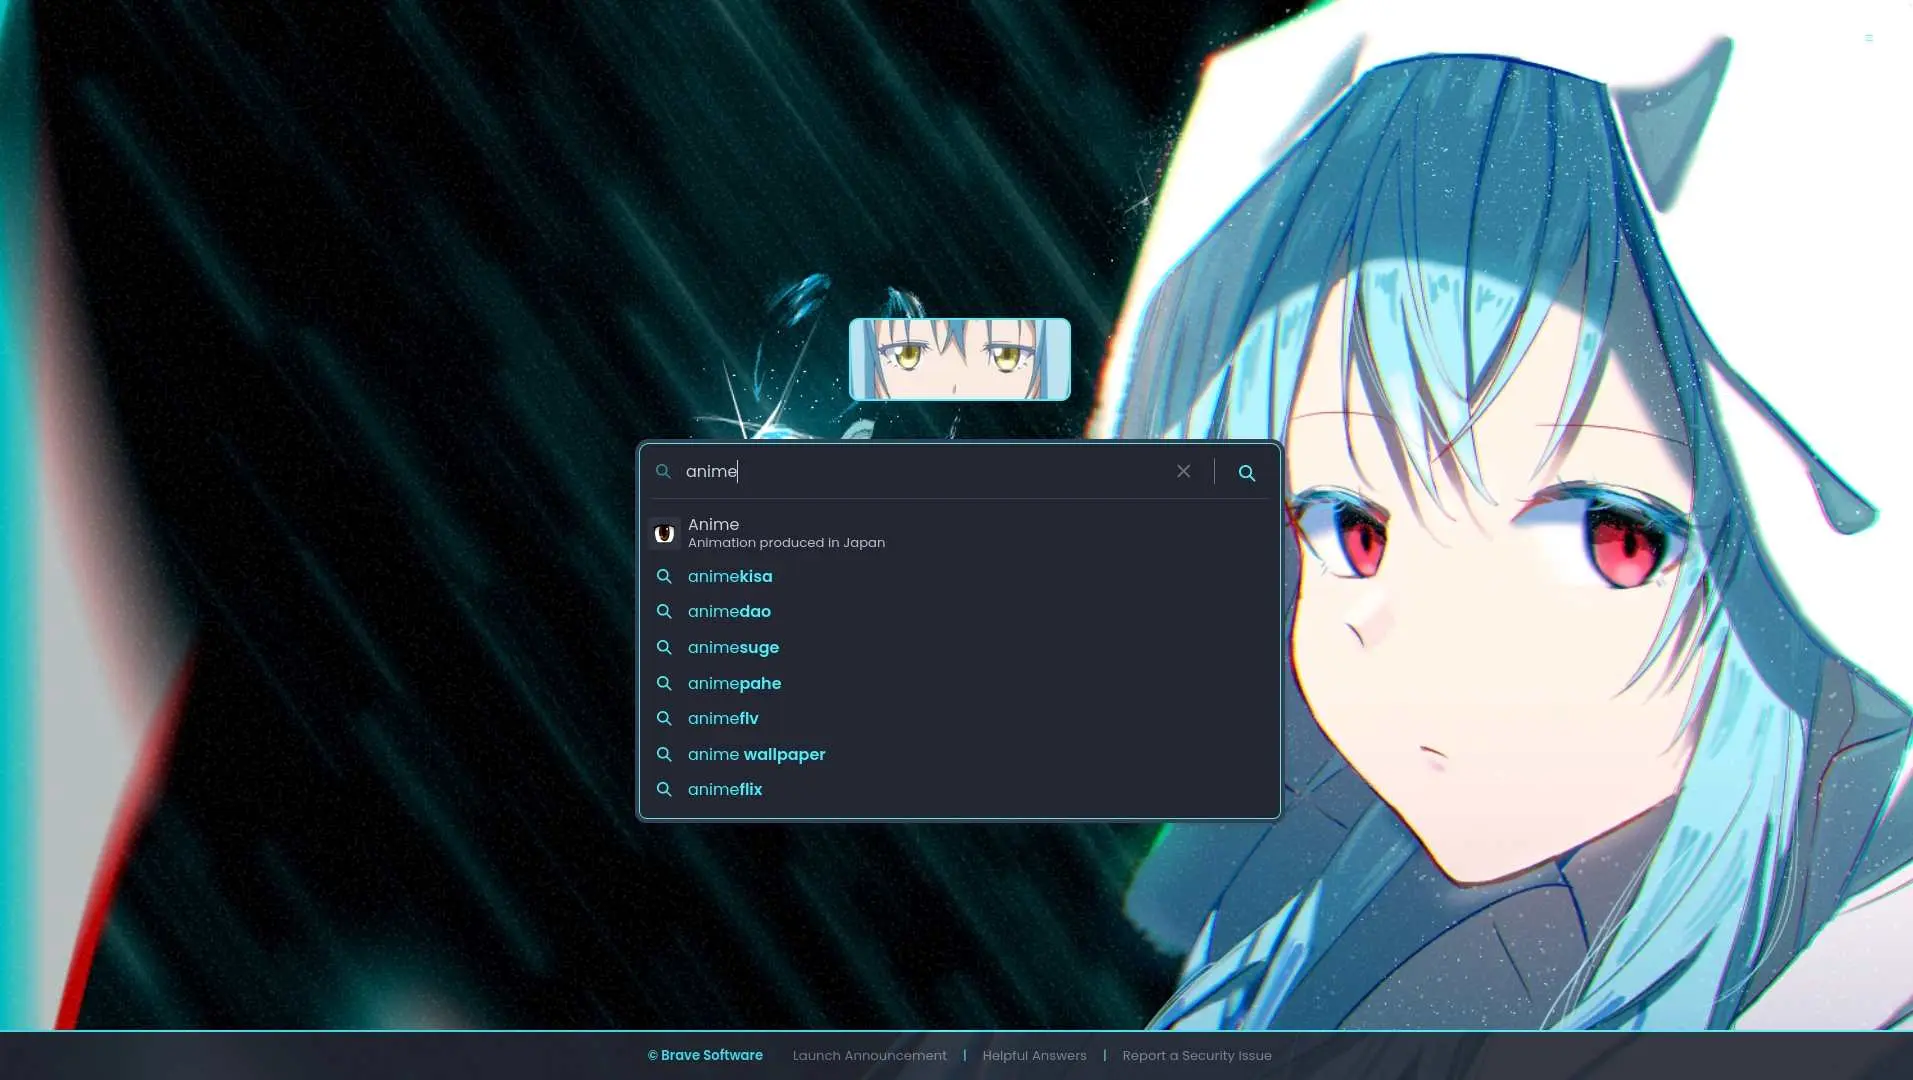 anime
Anime
Animation produced in Japan
animekisa
animedao
animesuge
animepahe
animeflv
anime wallpaper
animeflix
© Brave Software Launch Announcement | Helpful Answers | Report a Security Issue